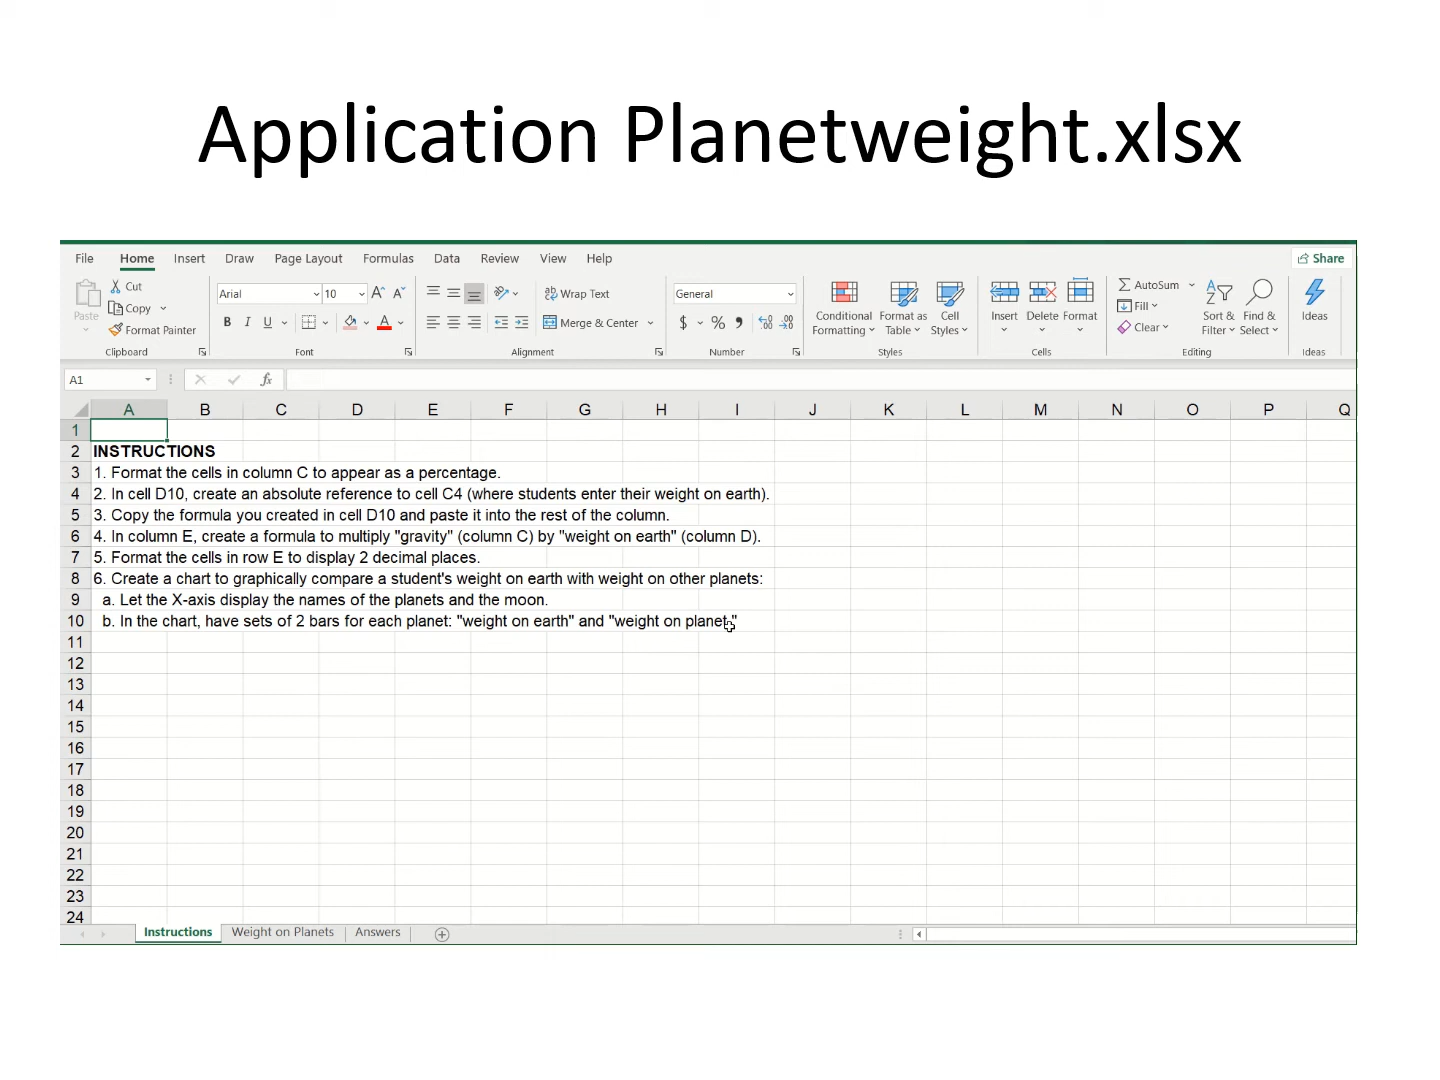 Application Planetweight.xlsx
File Home Insert Draw Page Layout Formulas Data Review View Help Share
Paste Cut Copy Format Painter Clipboard
Arial 10 A^ A˅ B I U A Font
ab Wrap Text Merge & Center Alignment
General $ % , .00 Number
Conditional Formatting Format as Table Cell Styles Styles
Insert Delete Format Cells
AutoSum Fill Clear Sort & Filter Find & Select Editing
Ideas Ideas
A1 fx
A B C D E F G H I J K L M N O P Q
1
2 INSTRUCTIONS
3 1. Format the cells in column C to appear as a percentage.
4 2. In cell D10, create an absolute reference to cell C4 (where students enter their weight on earth).
5 3. Copy the formula you created in cell D10 and paste it into the rest of the column.
6 4. In column E, create a formula to multiply "gravity" (column C) by "weight on earth" (column D).
7 5. Format the cells in row E to display 2 decimal places.
8 6. Create a chart to graphically compare a student's weight on earth with weight on other planets:
9 a. Let the X-axis display the names of the planets and the moon.
10 b. In the chart, have sets of 2 bars for each planet: "weight on earth" and "weight on planet."
11
12
13
14
15
16
17
18
19
20
21
22
23
24
Instructions Weight on Planets Answers